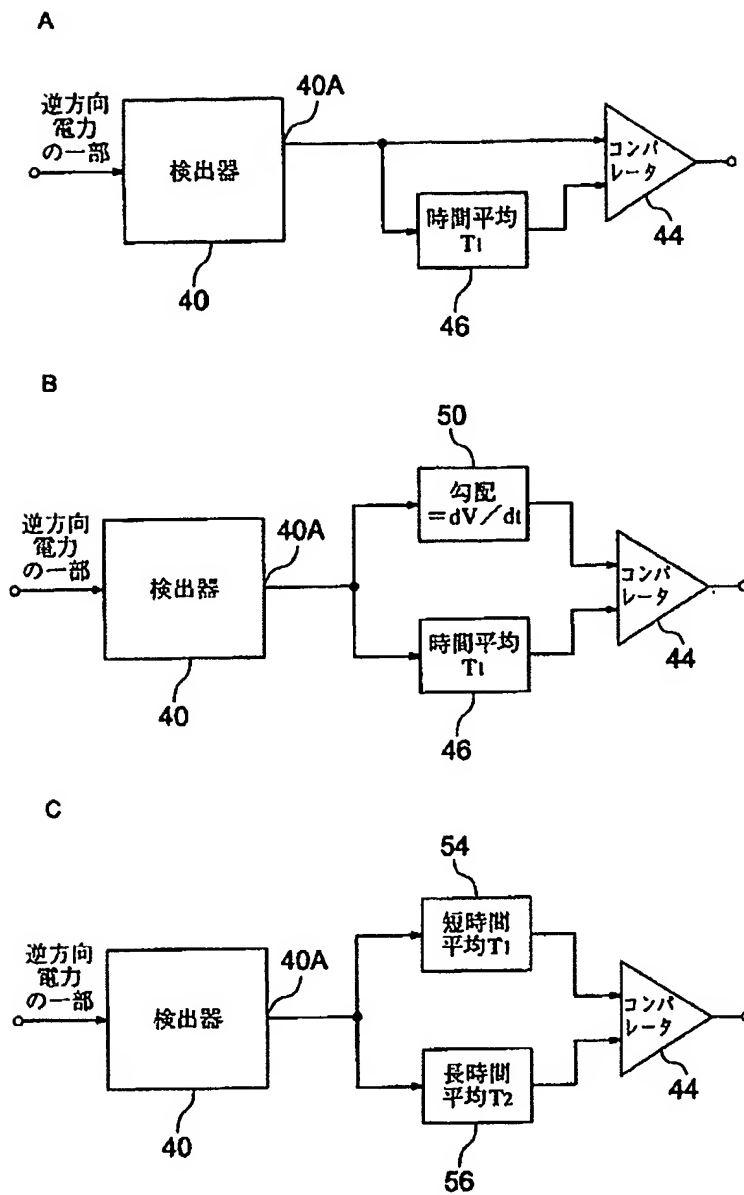 A
逆方向
電力
の一部
検出器
40A
40
時間平均
T1
46
コンパ
レータ
44
B
逆方向
電力
の一部
検出器
40A
40
50
勾配
=dV/dt
時間平均
T1
46
コンパ
レータ
44
C
逆方向
電力
の一部
検出器
40A
40
54
短時間
平均T1
長時間
平均T2
56
コンパ
レータ
44